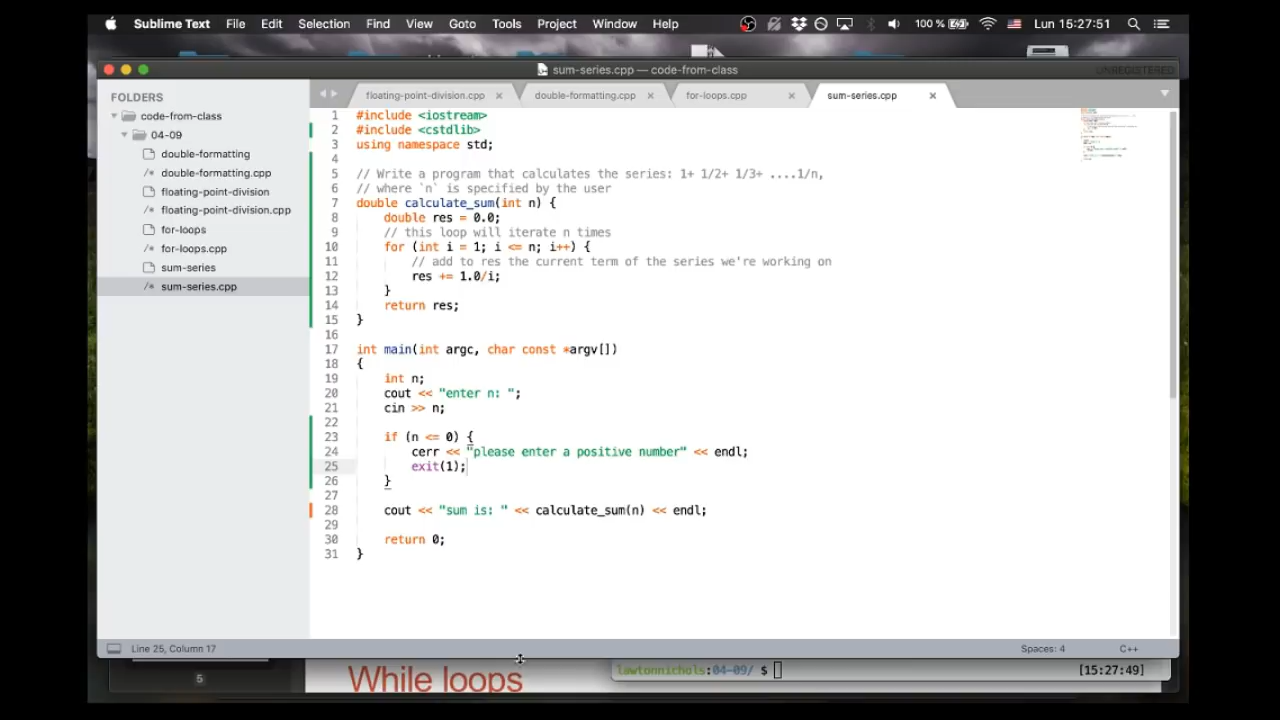 Sublime Text File Edit Selection Find View Goto Tools Project Window Help 100 % Lun 15:27:51
sum-series.cpp — code-from-class UNREGISTERED
FOLDERS
code-from-class
04-09
double-formatting
double-formatting.cpp
floating-point-division
floating-point-division.cpp
for-loops
for-loops.cpp
sum-series
sum-series.cpp
floating-point-division.cpp double-formatting.cpp for-loops.cpp sum-series.cpp
1 #include <iostream>
2 #include <cstdlib>
3 using namespace std;
4
5 // Write a program that calculates the series: 1+ 1/2+ 1/3+ ....1/n,
6 // where `n` is specified by the user
7 double calculate_sum(int n) {
8 double res = 0.0;
9 // this loop will iterate n times
10 for (int i = 1; i <= n; i++) {
11 // add to res the current term of the series we're working on
12 res += 1.0/i;
13 }
14 return res;
15 }
16
17 int main(int argc, char const *argv[])
18 {
19 int n;
20 cout << "enter n: ";
21 cin >> n;
22
23 if (n <= 0) {
24 cerr << "please enter a positive number" << endl;
25 exit(1);
26 }
27
28 cout << "sum is: " << calculate_sum(n) << endl;
29
30 return 0;
31 }
Line 25, Column 17 Spaces: 4 C++
5
While loops
lawtonnichols:04-09/ $ [15:27:49]